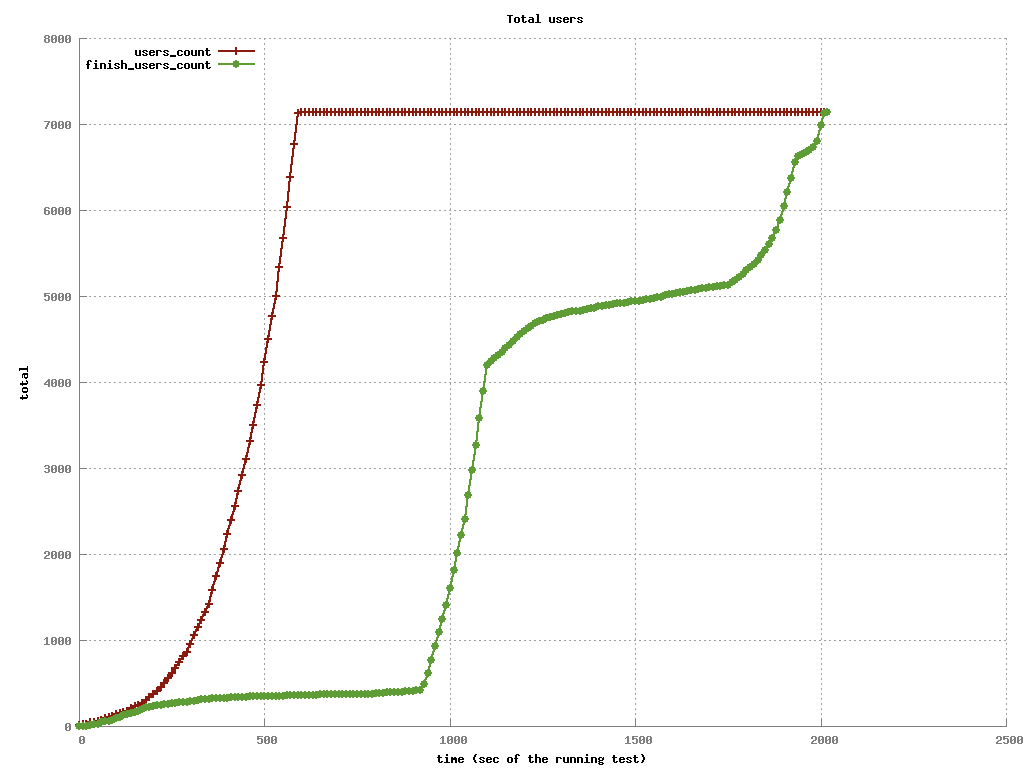 Total users
users_count
finish_users_count
8000
7000
6000
5000
4000
3000
2000
1000
0
total
0 500 1000 1500 2000 2500
time (sec of the running test)